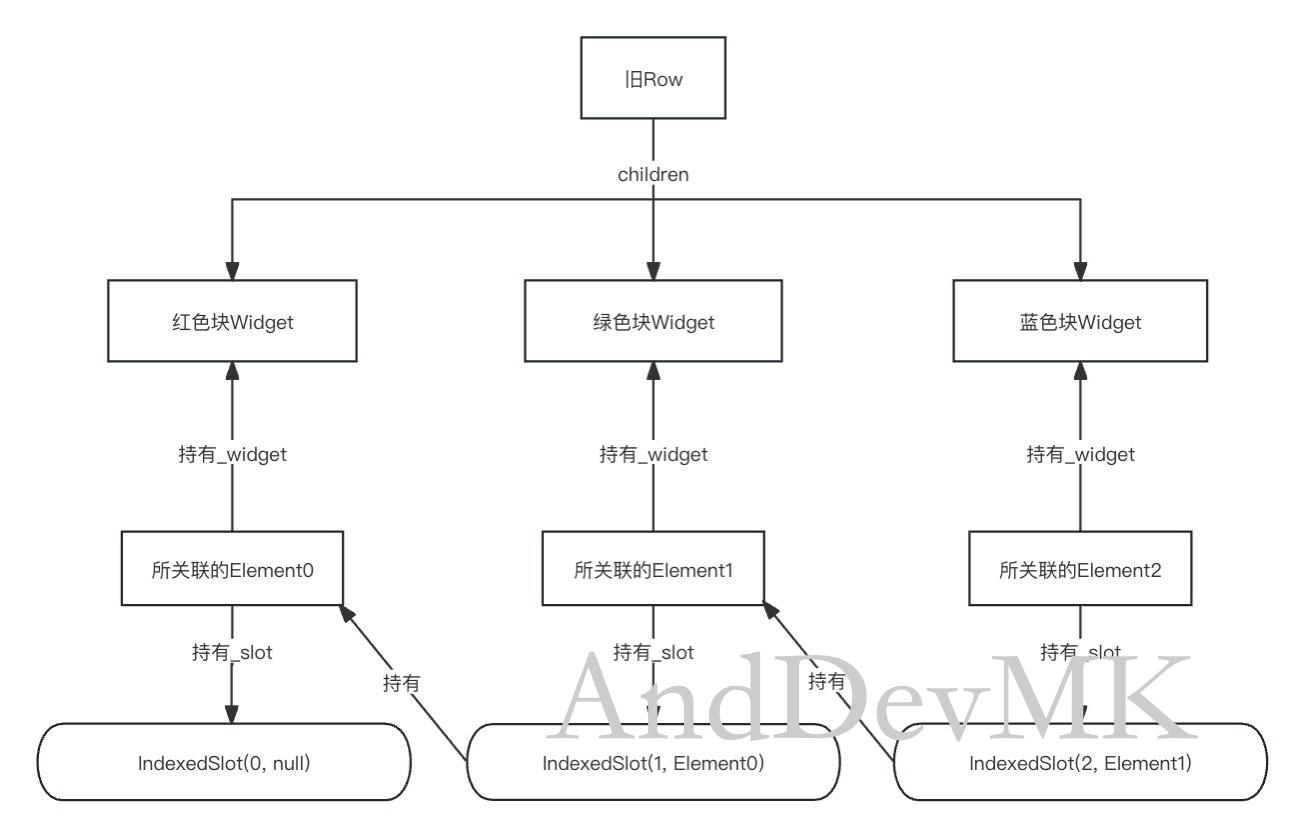 旧Row
children
红色块Widget
绿色块Widget
蓝色块Widget
持有_widget
持有_widget
持有_widget
所关联的Element0
所关联的Element1
所关联的Element2
持有_slot
持有_slot
持有_slot
持有
持有
AndDevMK
IndexedSlot(0, null)
IndexedSlot(1, Element0)
IndexedSlot(2, Element1)